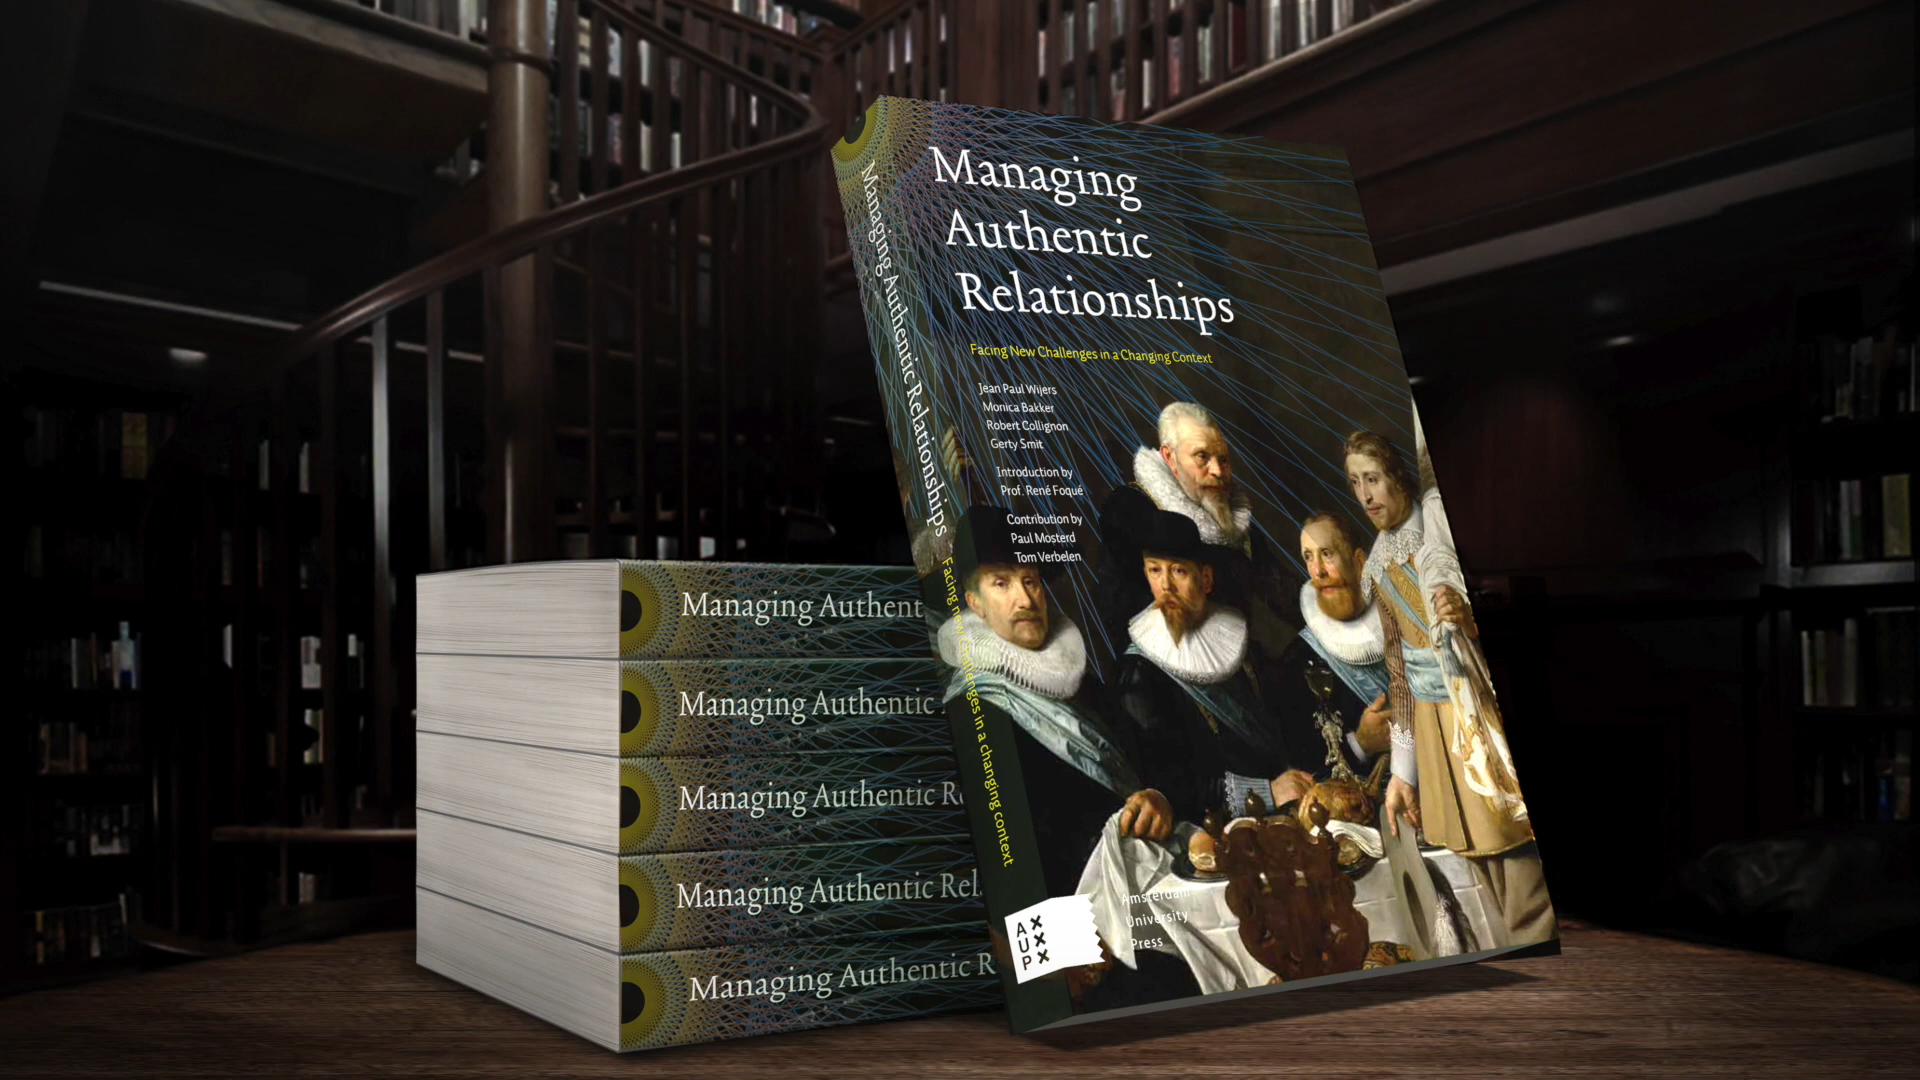 Managing
Authentic
Relationships
Facing New Challenges in a Changing Context
Jean Paul Wijers
Monica Bakker
Robert Collignon
Gerty Smit
Introduction by
Prof. René Foqué
Contribution by
Paul Mosterd
Tom Verbelen
AUP
Amsterdam
University
Press
Managing Authentic Relationships Facing new challenges in a changing context
Managing Authent
Managing Authentic
Managing Authentic R
Managing Authentic Rel
Managing Authentic R